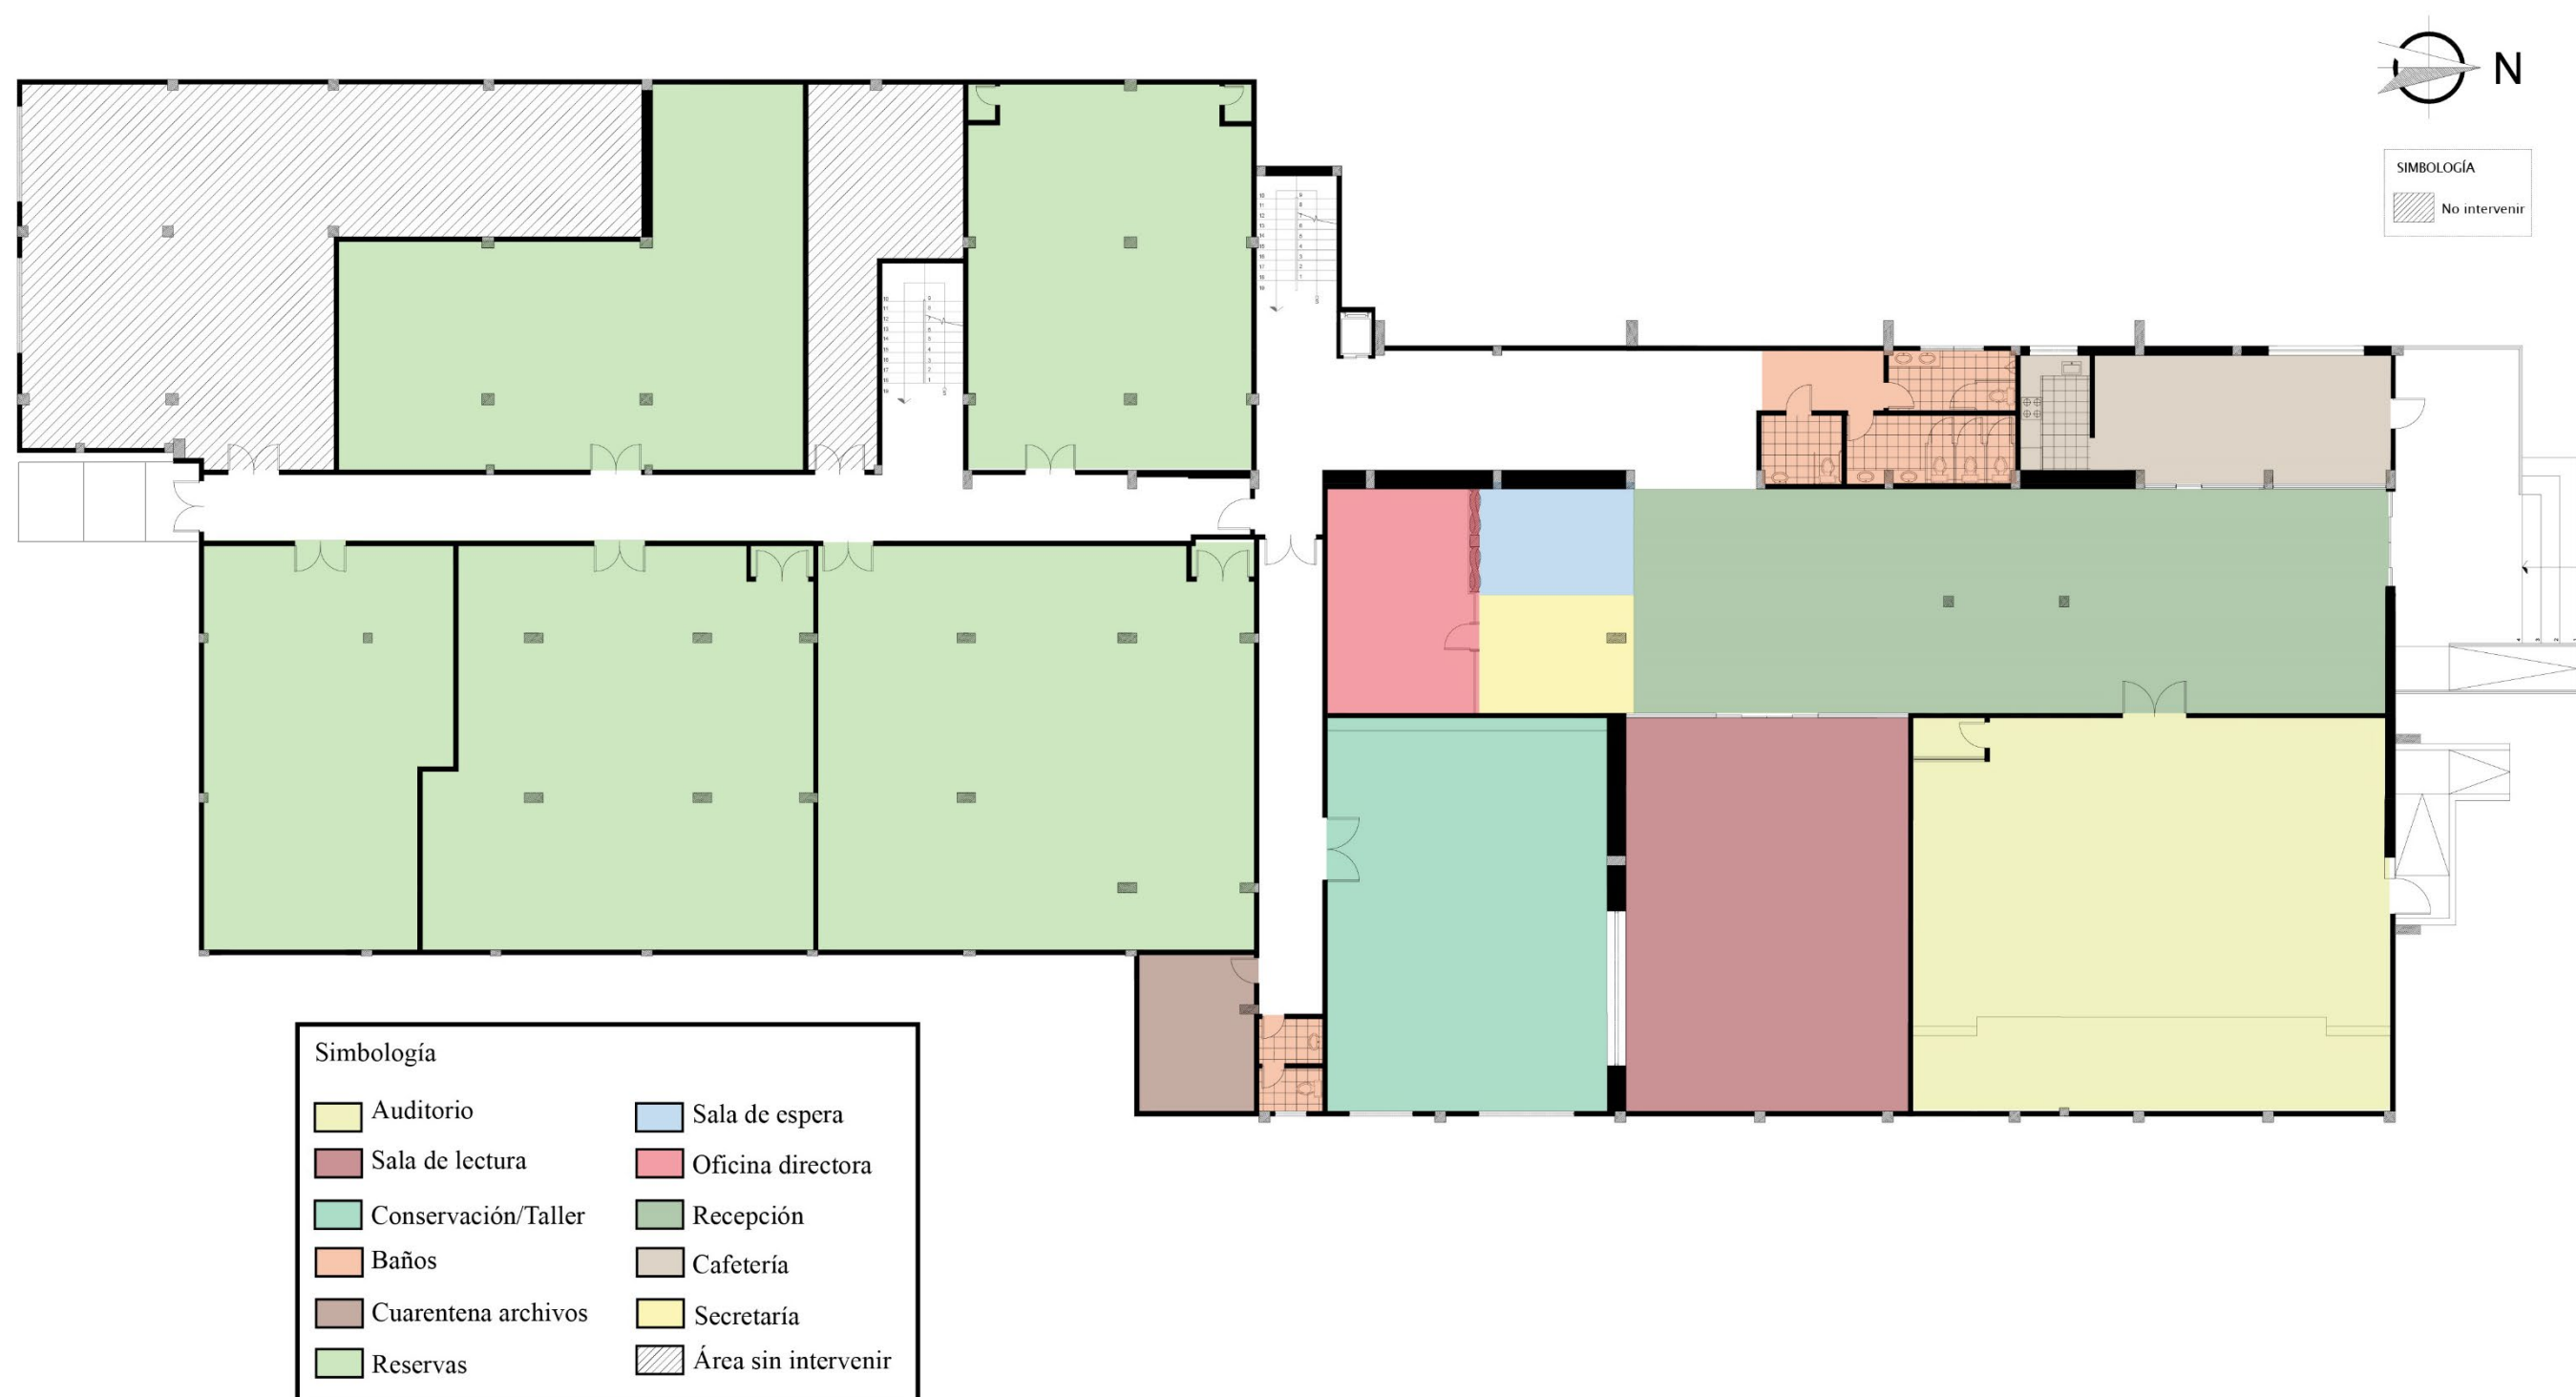 N
SIMBOLOGÍA
No intervenir
Simbología
Auditorio
Sala de lectura
Conservación/Taller
Baños
Cuarentena archivos
Reservas
Sala de espera
Oficina directora
Recepción
Cafetería
Secretaría
Área sin intervenir